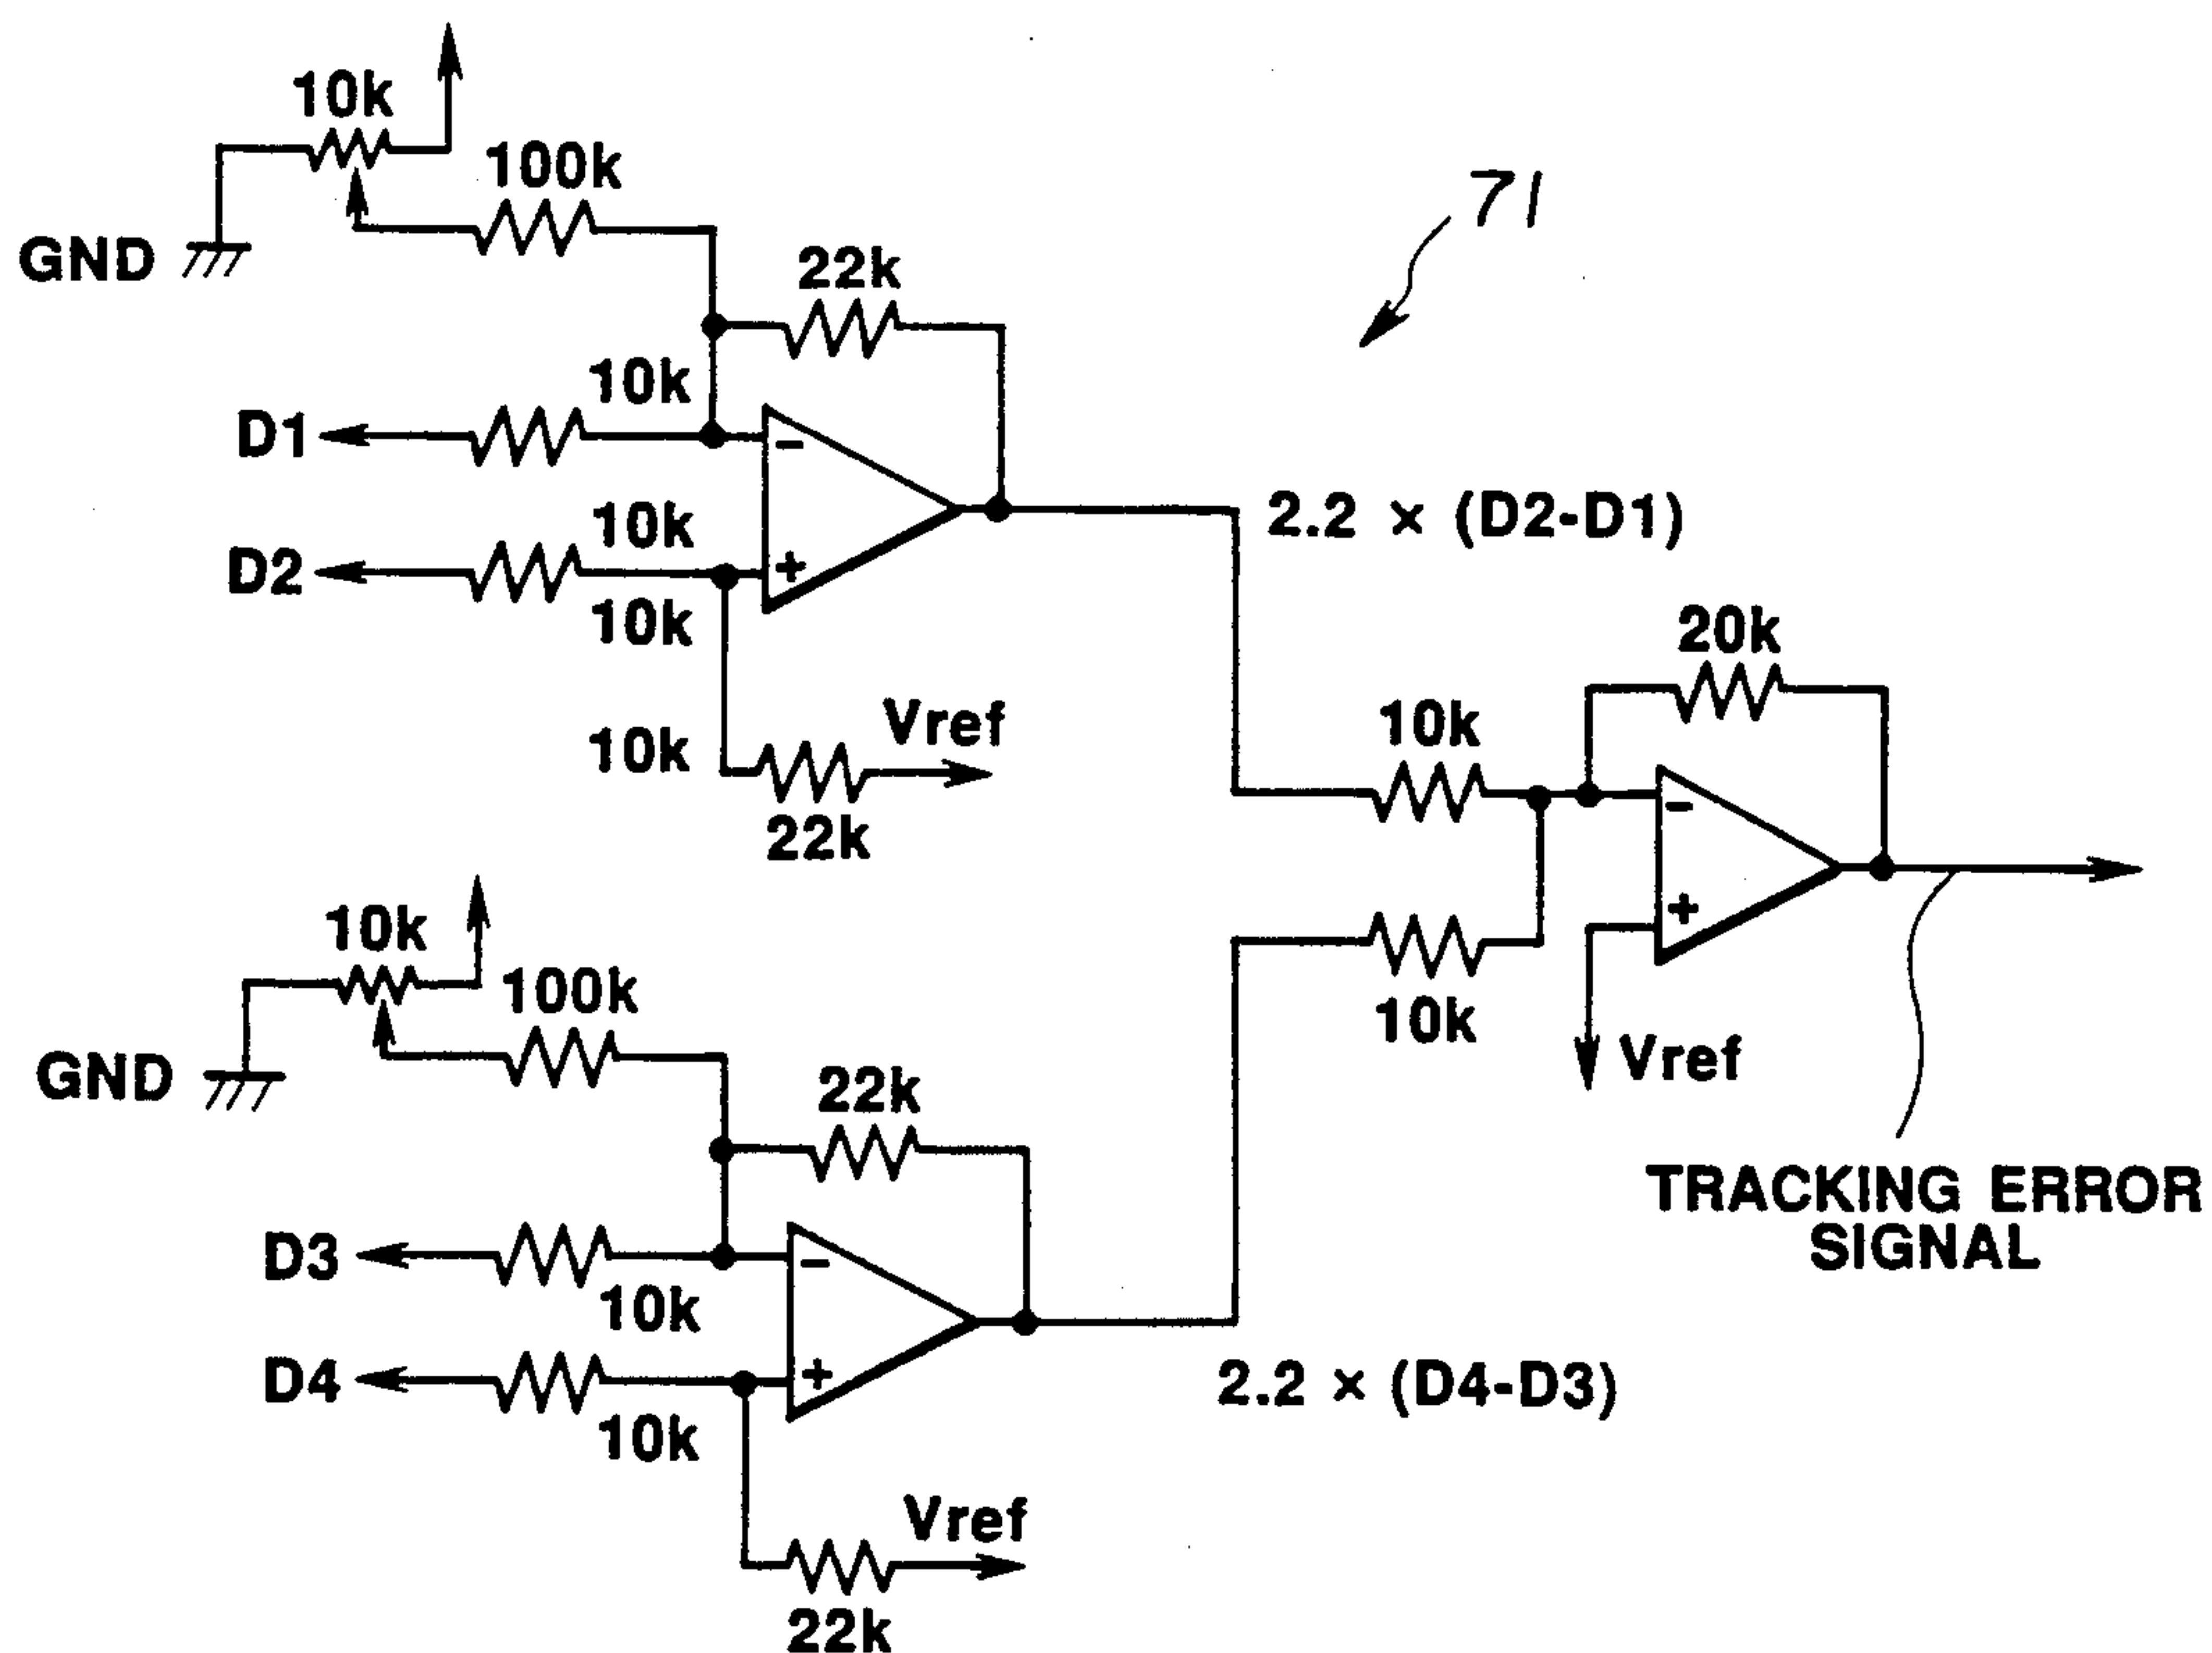 10k
100k
71
GND
22k
10k
D1
2.2 × (D2-D1)
10k
D2
10k
20k
Vref
10k
10k
22k
10k
100k
10k
Vref
GND
22k
TRACKING ERROR
SIGNAL
D3
10k
D4
2.2 × (D4-D3)
10k
Vref
22k